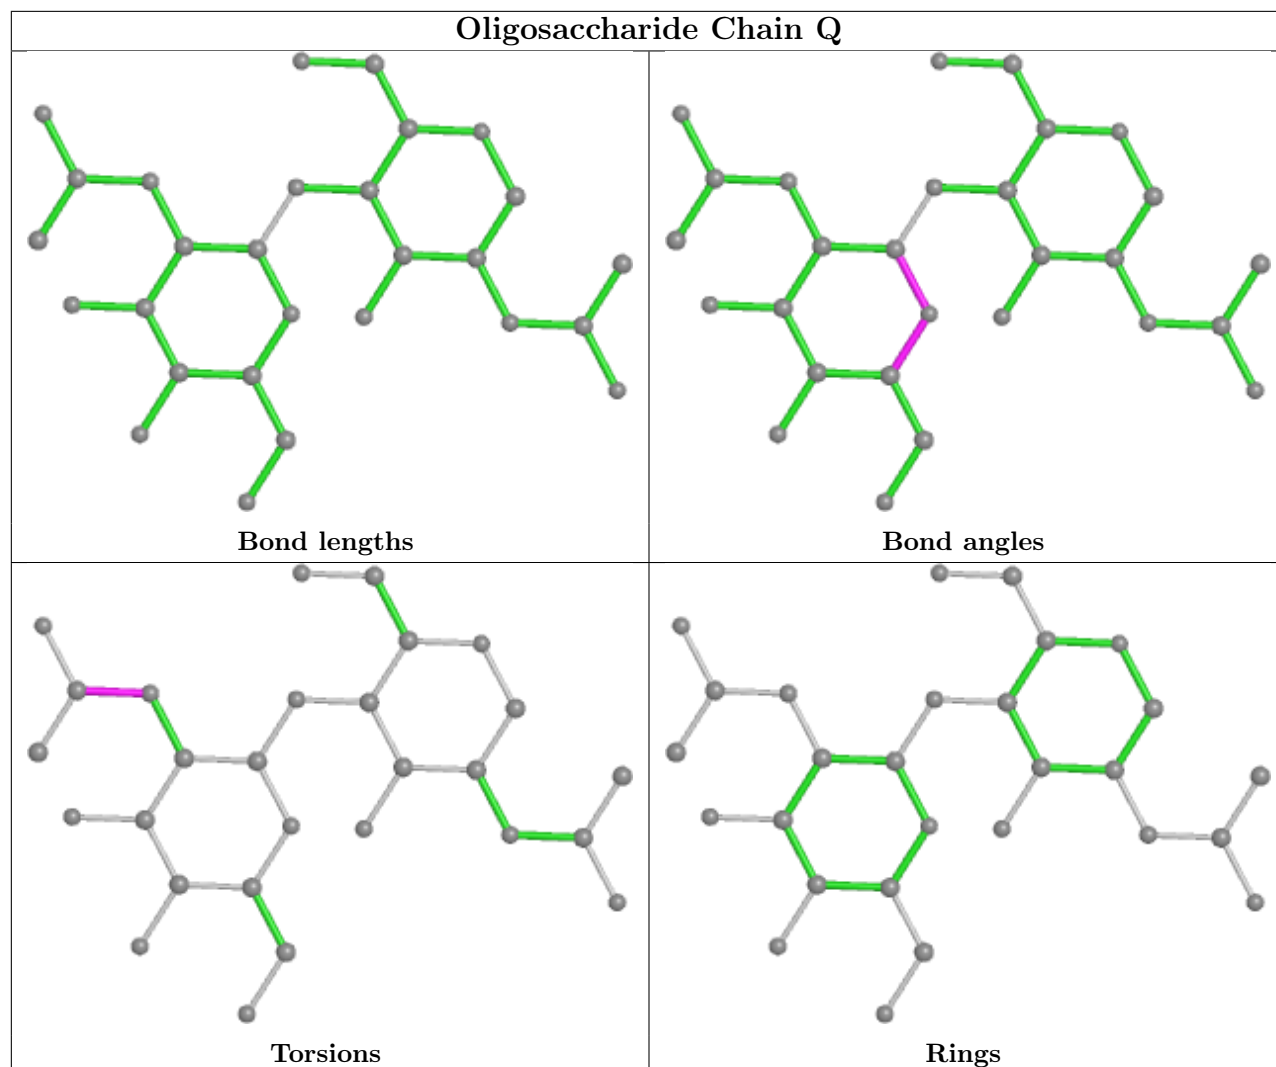 Oligosaccharide Chain Q
Bond lengths
Bond angles
Torsions
Rings